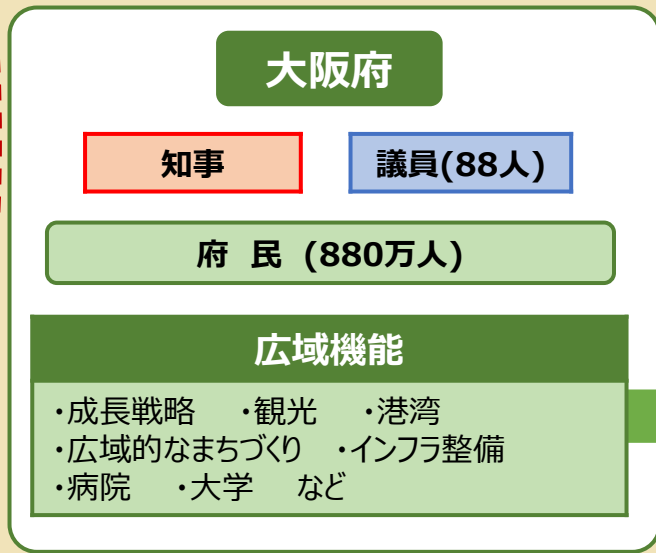 大阪府
知事
議員(88人)
府 民 (880万人)
広域機能
・成長戦略 ・観光 ・港湾
・広域的なまちづくり ・インフラ整備
・病院 ・大学 など